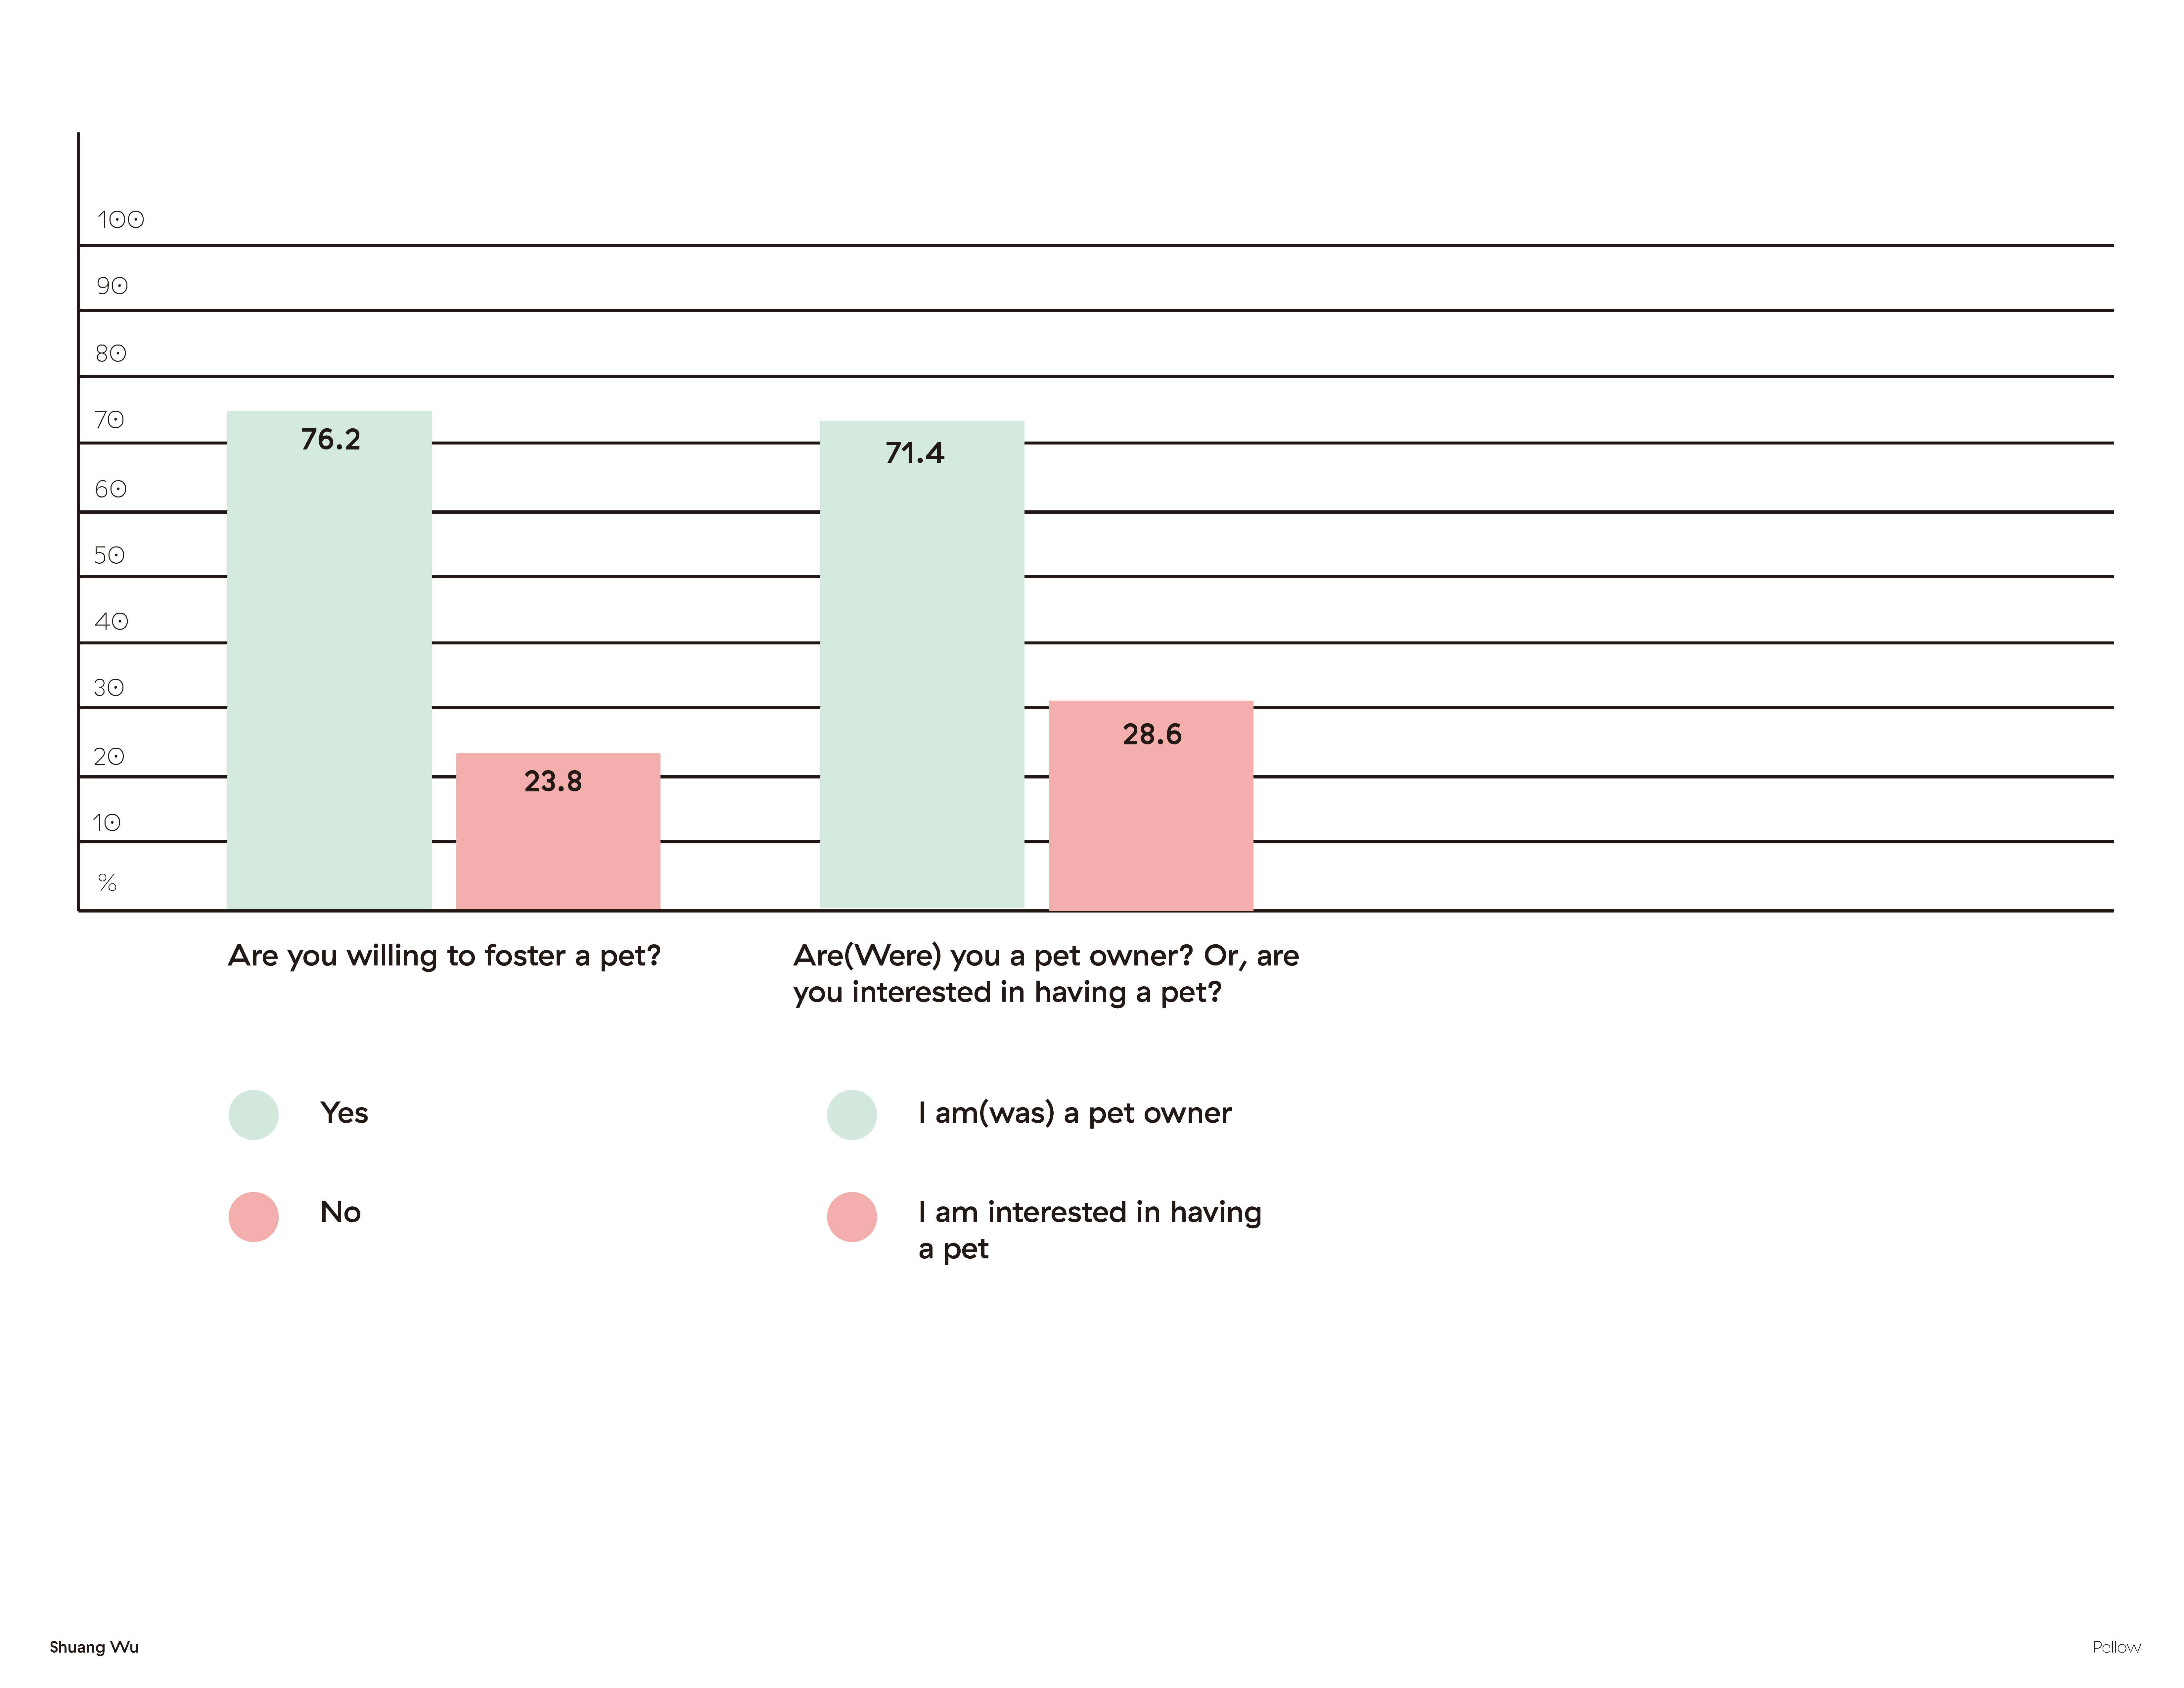 100
90
80
70
60
50
40
30
20
10
%
76.2
23.8
71.4
28.6
Are you willing to foster a pet?
Are(Were) you a pet owner? Or, are
you interested in having a pet?
Yes
No
I am(was) a pet owner
I am interested in having
a pet
Shuang Wu
Pellow